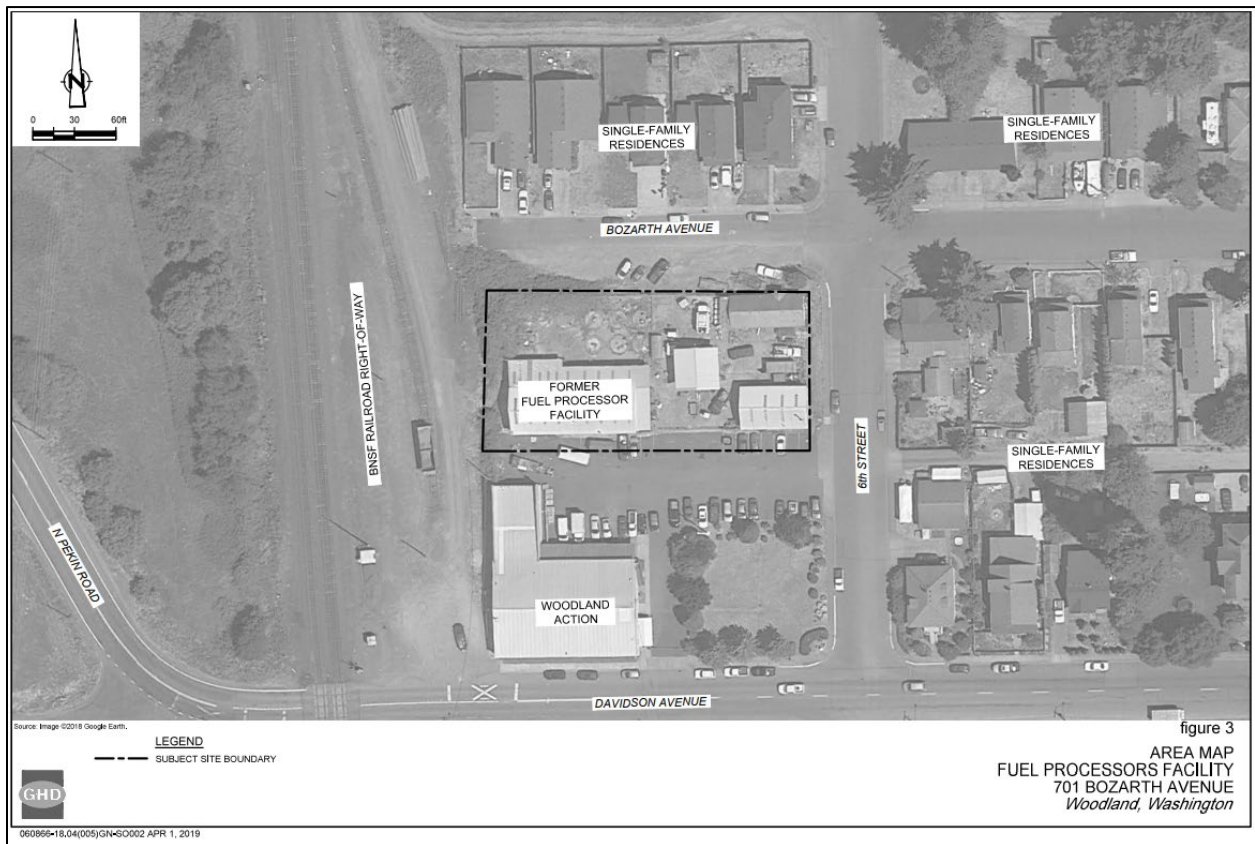 N
0 30 60ft
SINGLE-FAMILY
RESIDENCES
SINGLE-FAMILY
RESIDENCES
BOZARTH AVENUE
BNSF RAILROAD RIGHT-OF-WAY
FORMER
FUEL PROCESSOR
FACILITY
6th STREET
SINGLE-FAMILY
RESIDENCES
N PEKIN ROAD
WOODLAND
ACTION
DAVIDSON AVENUE
Source: Image ©2018 Google Earth.
LEGEND
SUBJECT SITE BOUNDARY
figure 3
AREA MAP
FUEL PROCESSORS FACILITY
701 BOZARTH AVENUE
Woodland, Washington
GHD
060866-18.04(005)GN-SO002 APR 1, 2019